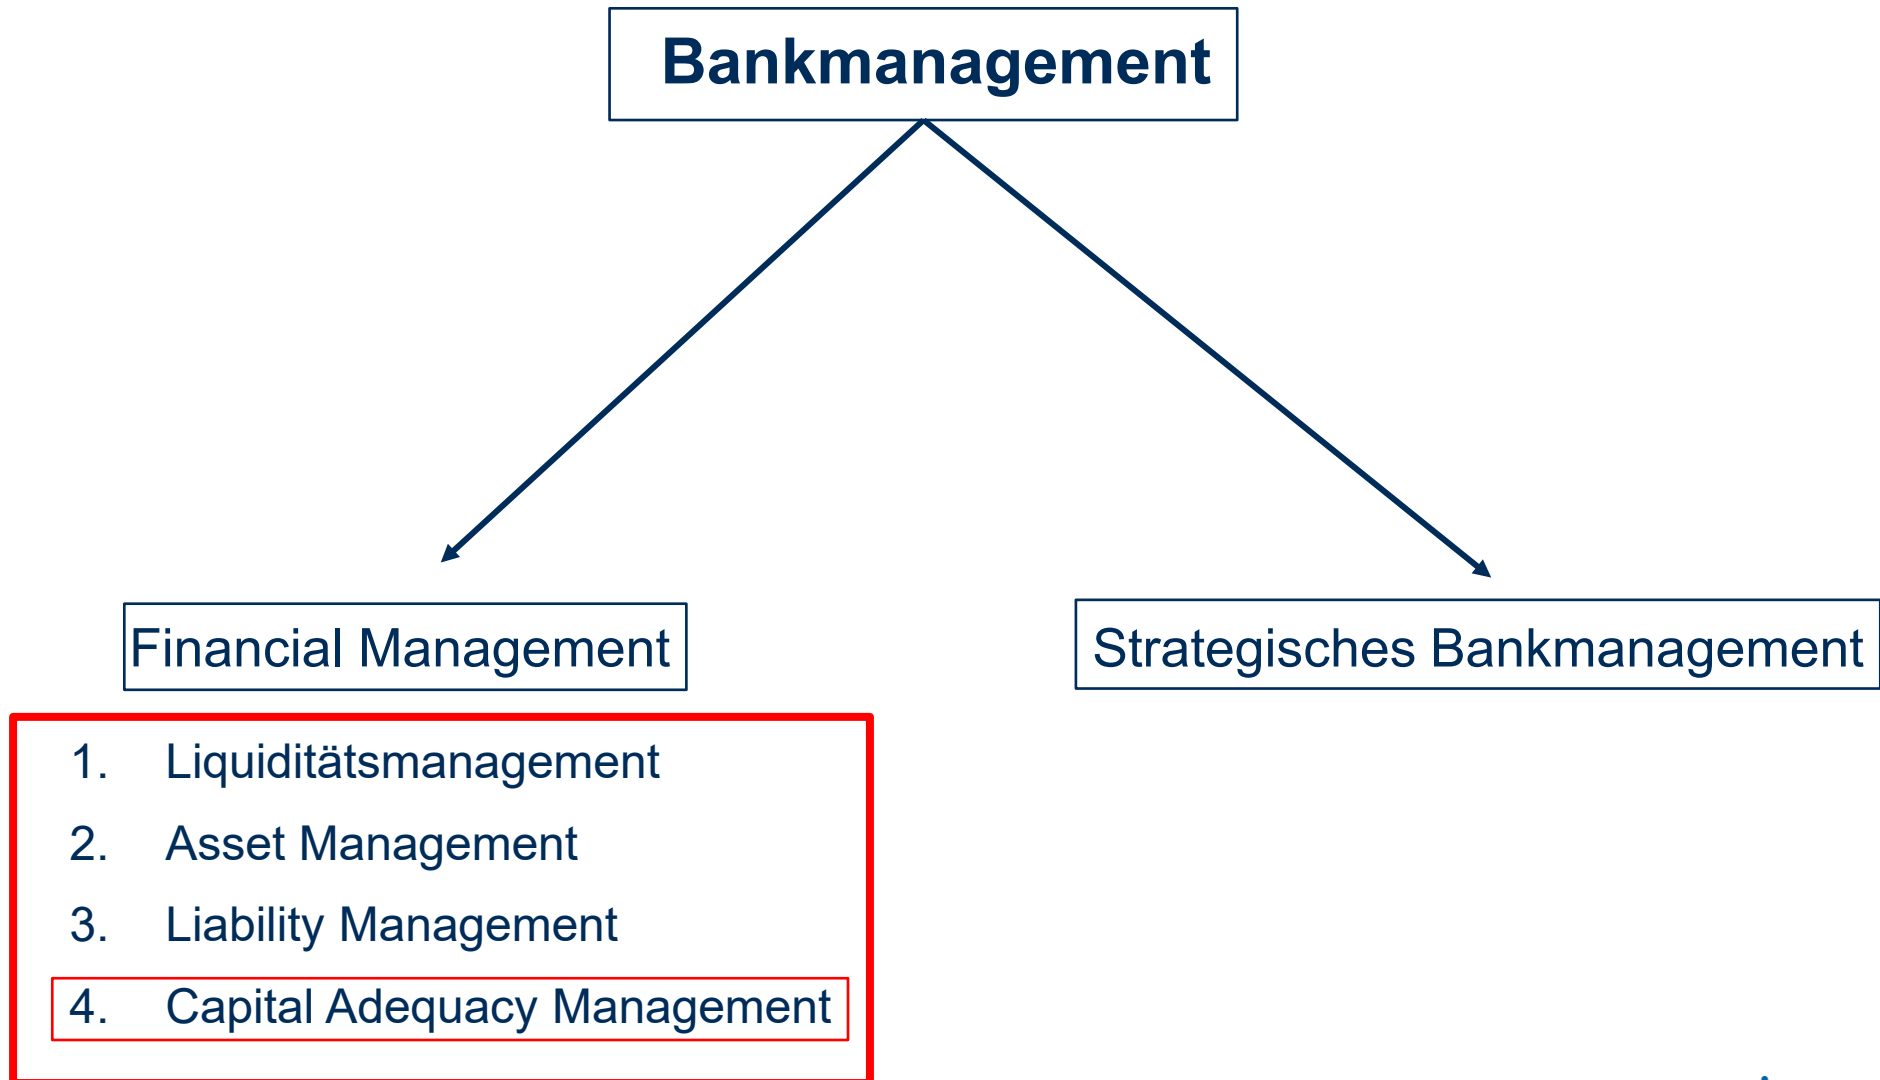 Bankmanagement
Financial Management
Strategisches Bankmanagement
1. Liquiditätsmanagement
2. Asset Management
3. Liability Management
4. Capital Adequacy Management